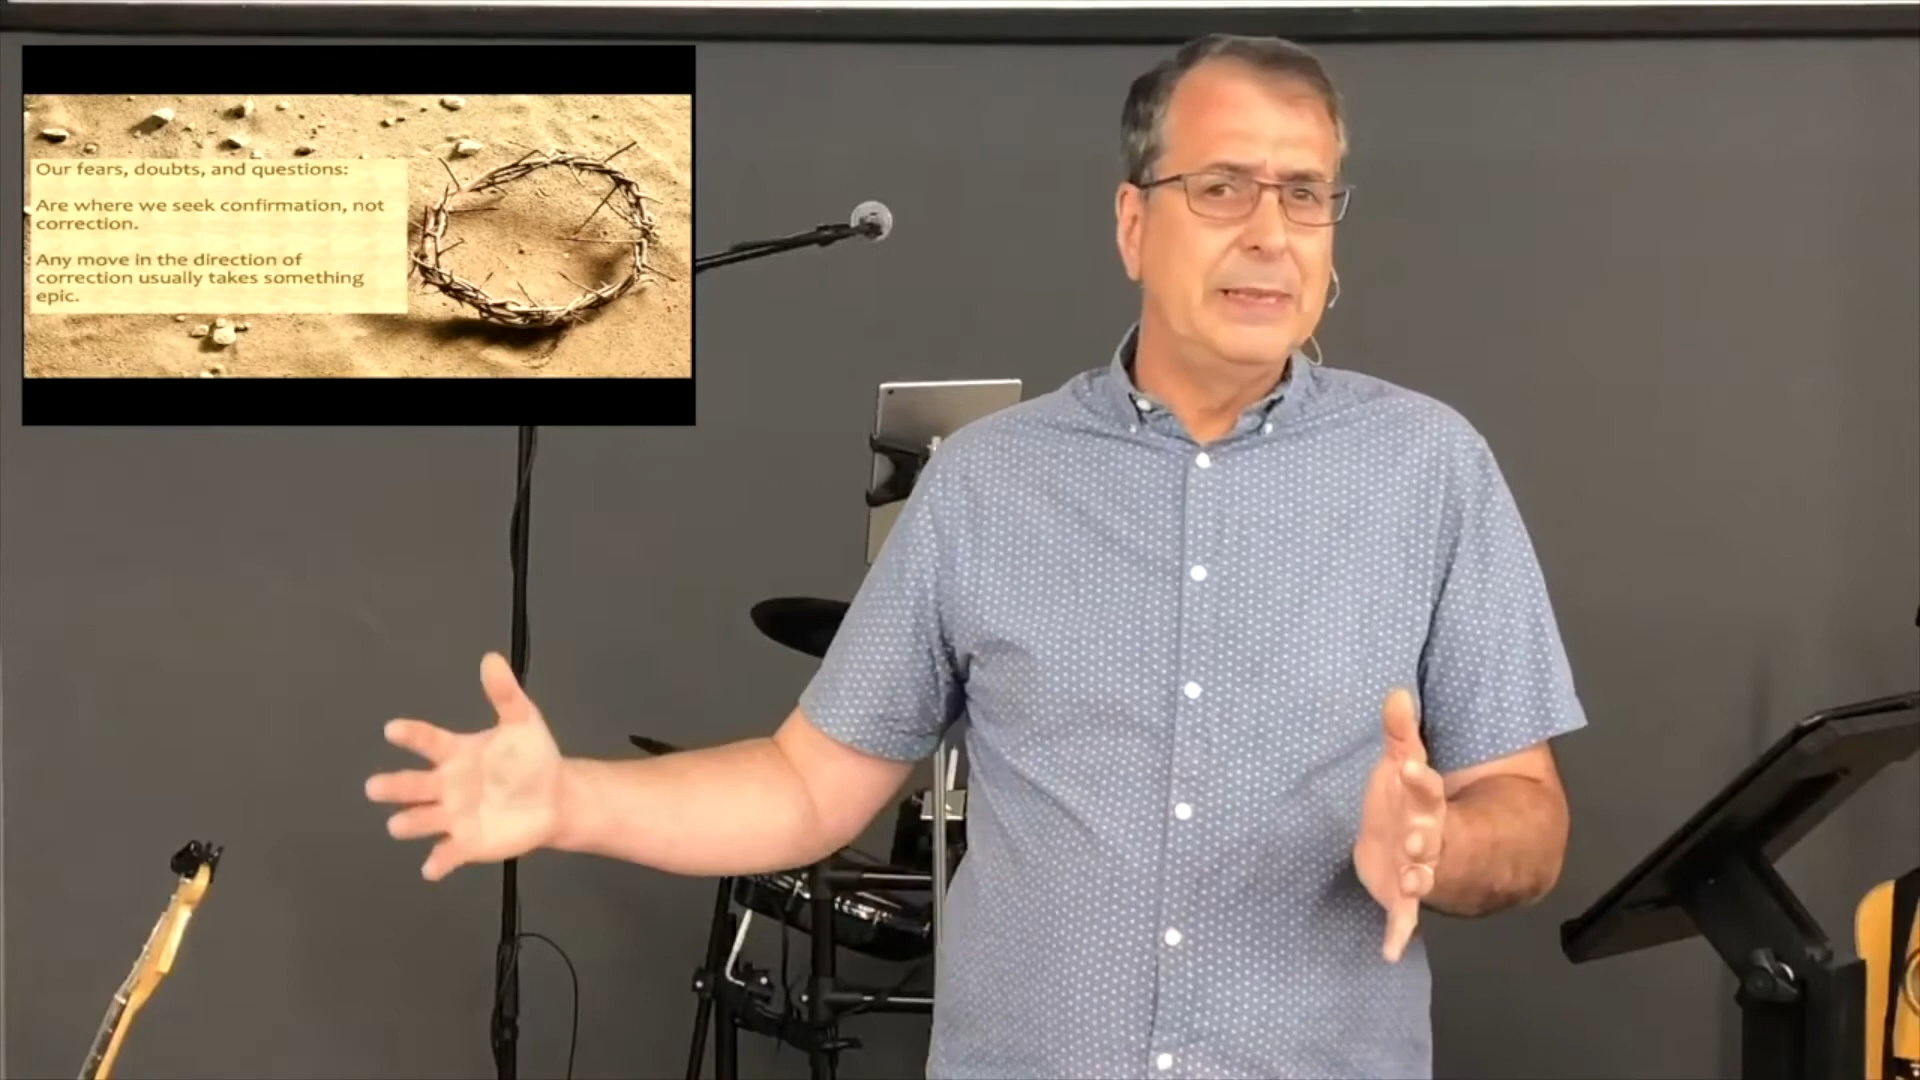 Our fears, doubts, and questions:
Are where we seek confirmation, not
correction.
Any move in the direction of
correction usually takes something
epic.